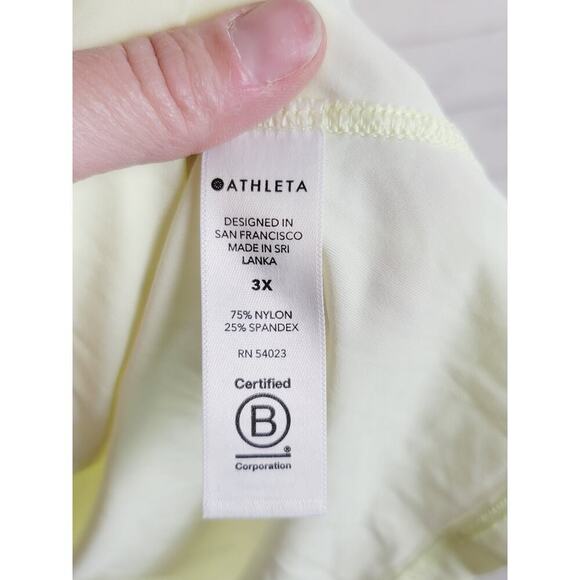 ATHLETA
DESIGNED IN
SAN FRANCISCO
MADE IN SRI
LANKA
3X
75% NYLON
25% SPANDEX
RN 54023
Certified
B
Corporation